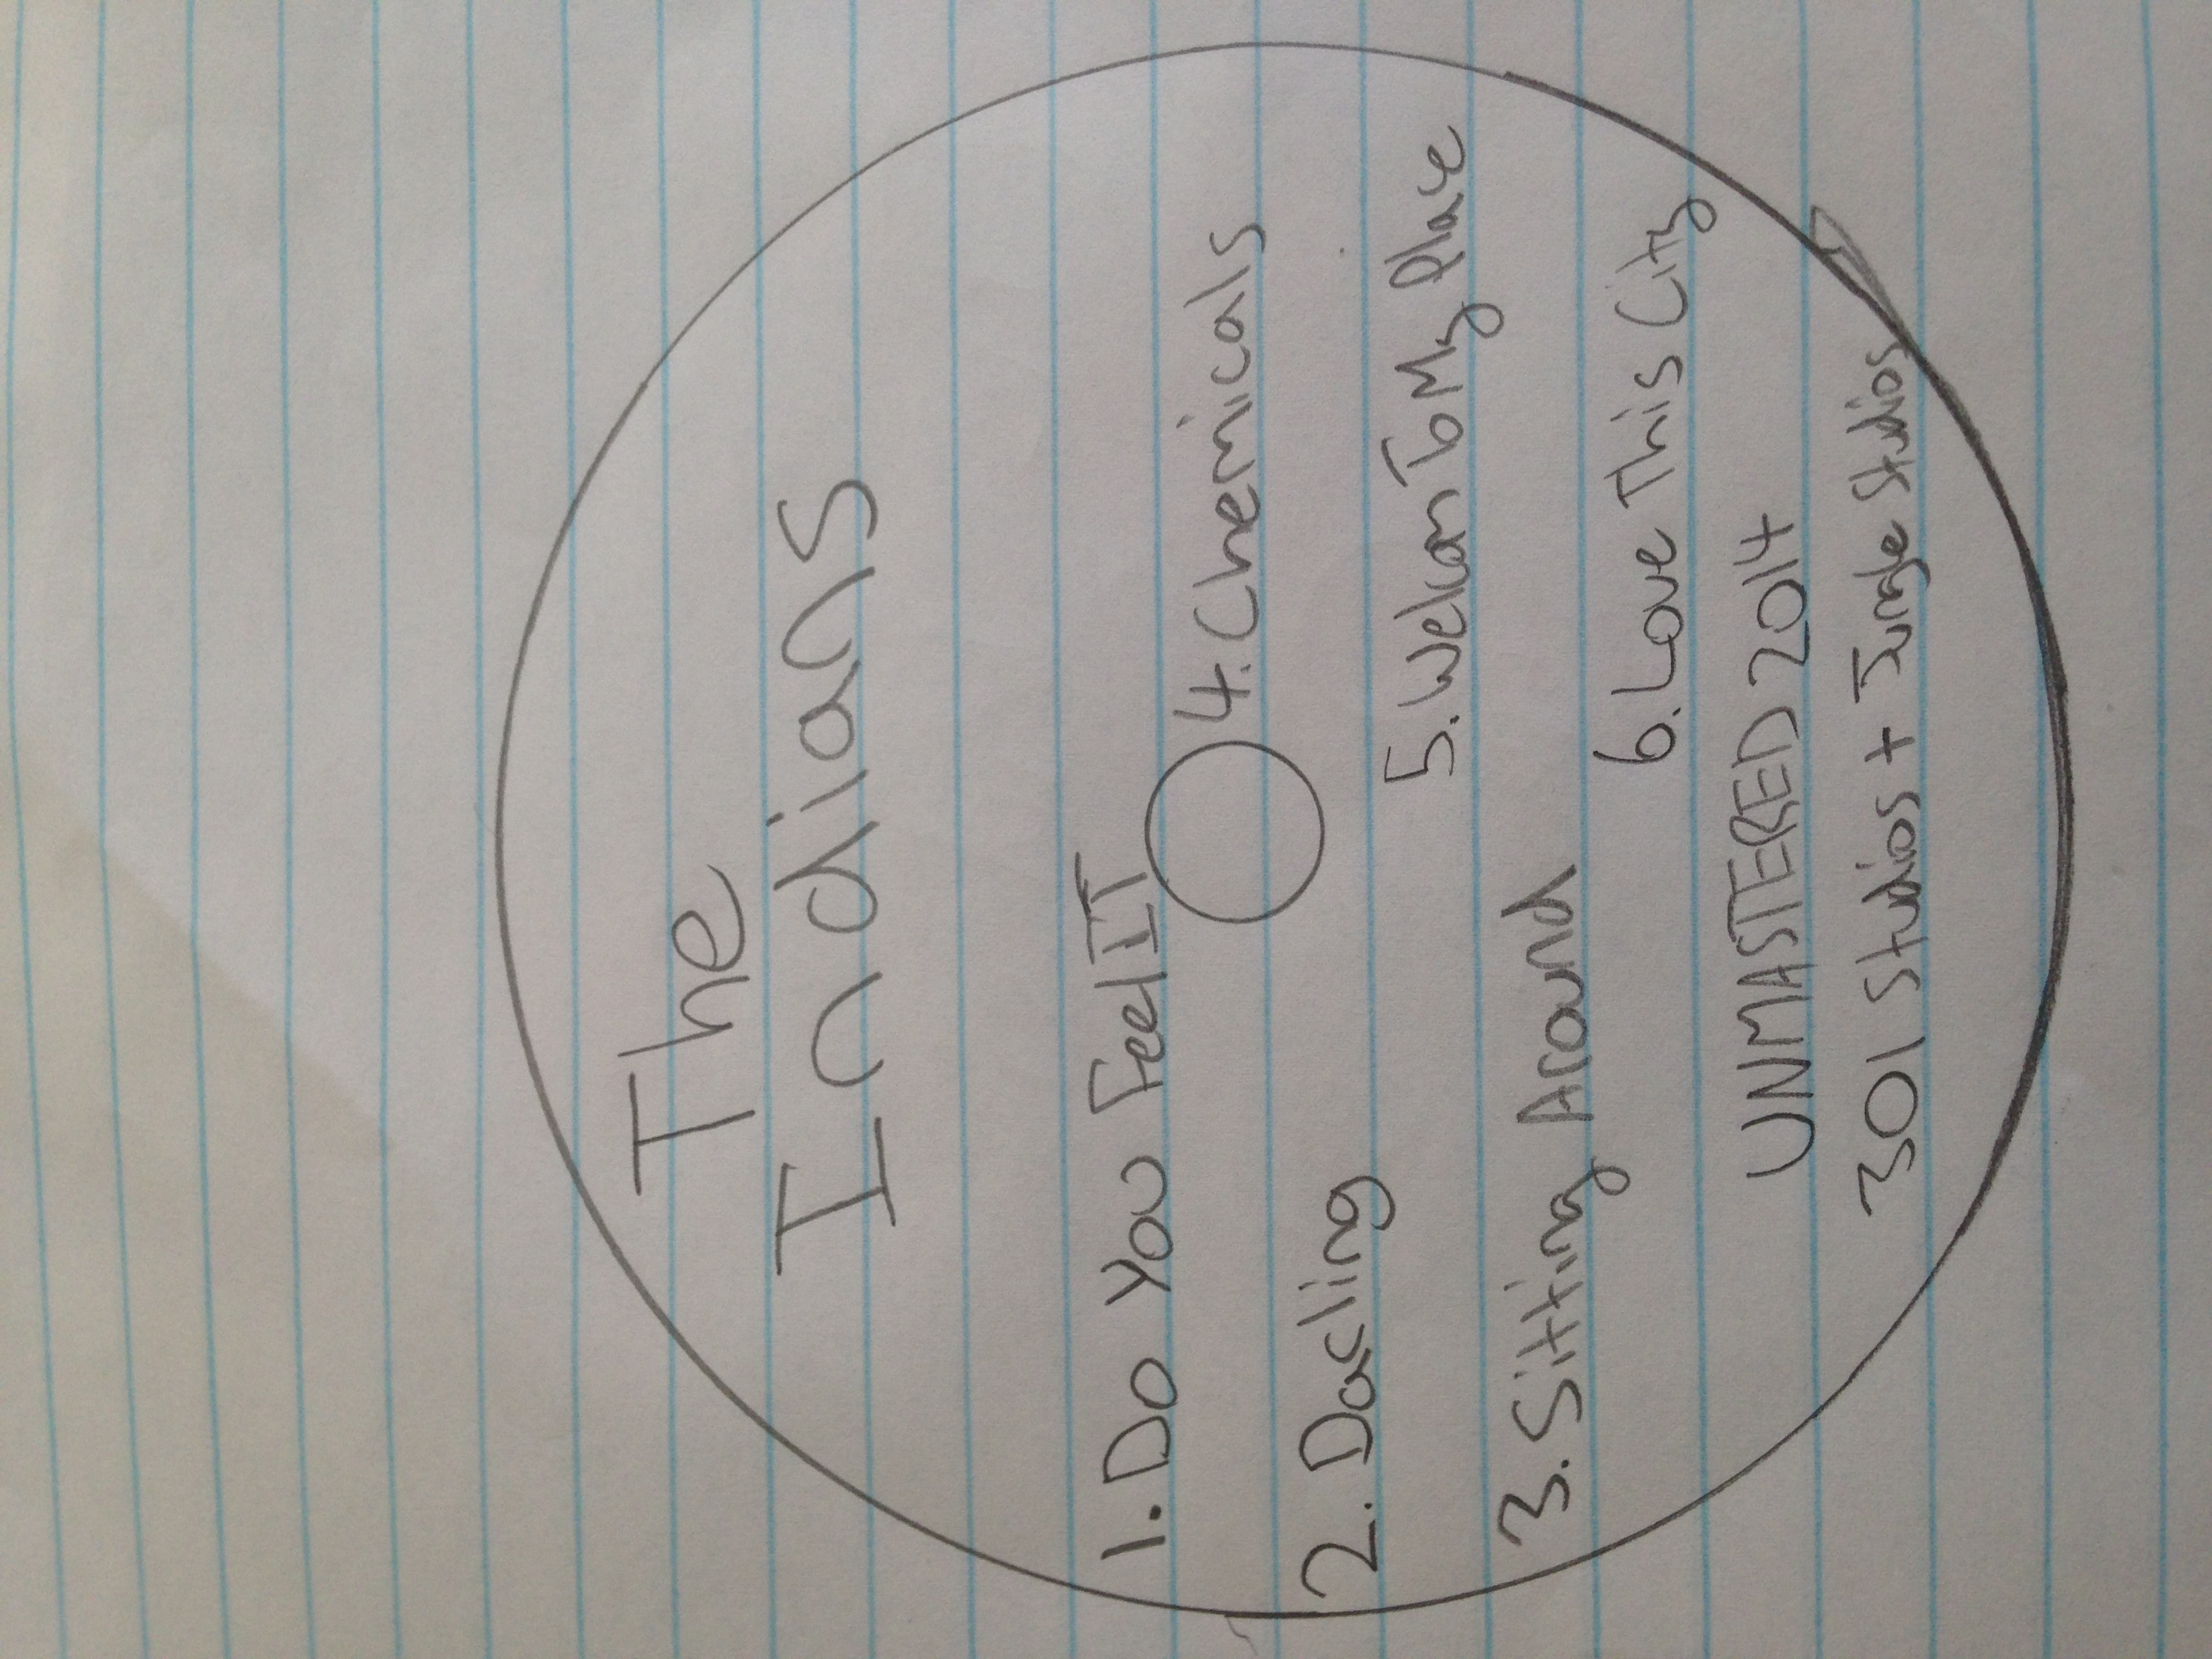 The
Indians
1. Do You Feel IT
2. Darling
3. Sitting Around
4. Chemicals
5. Welcom To My Place
6. Love This City
UNMASTERED 2014
301 Studios + Jungle Studios